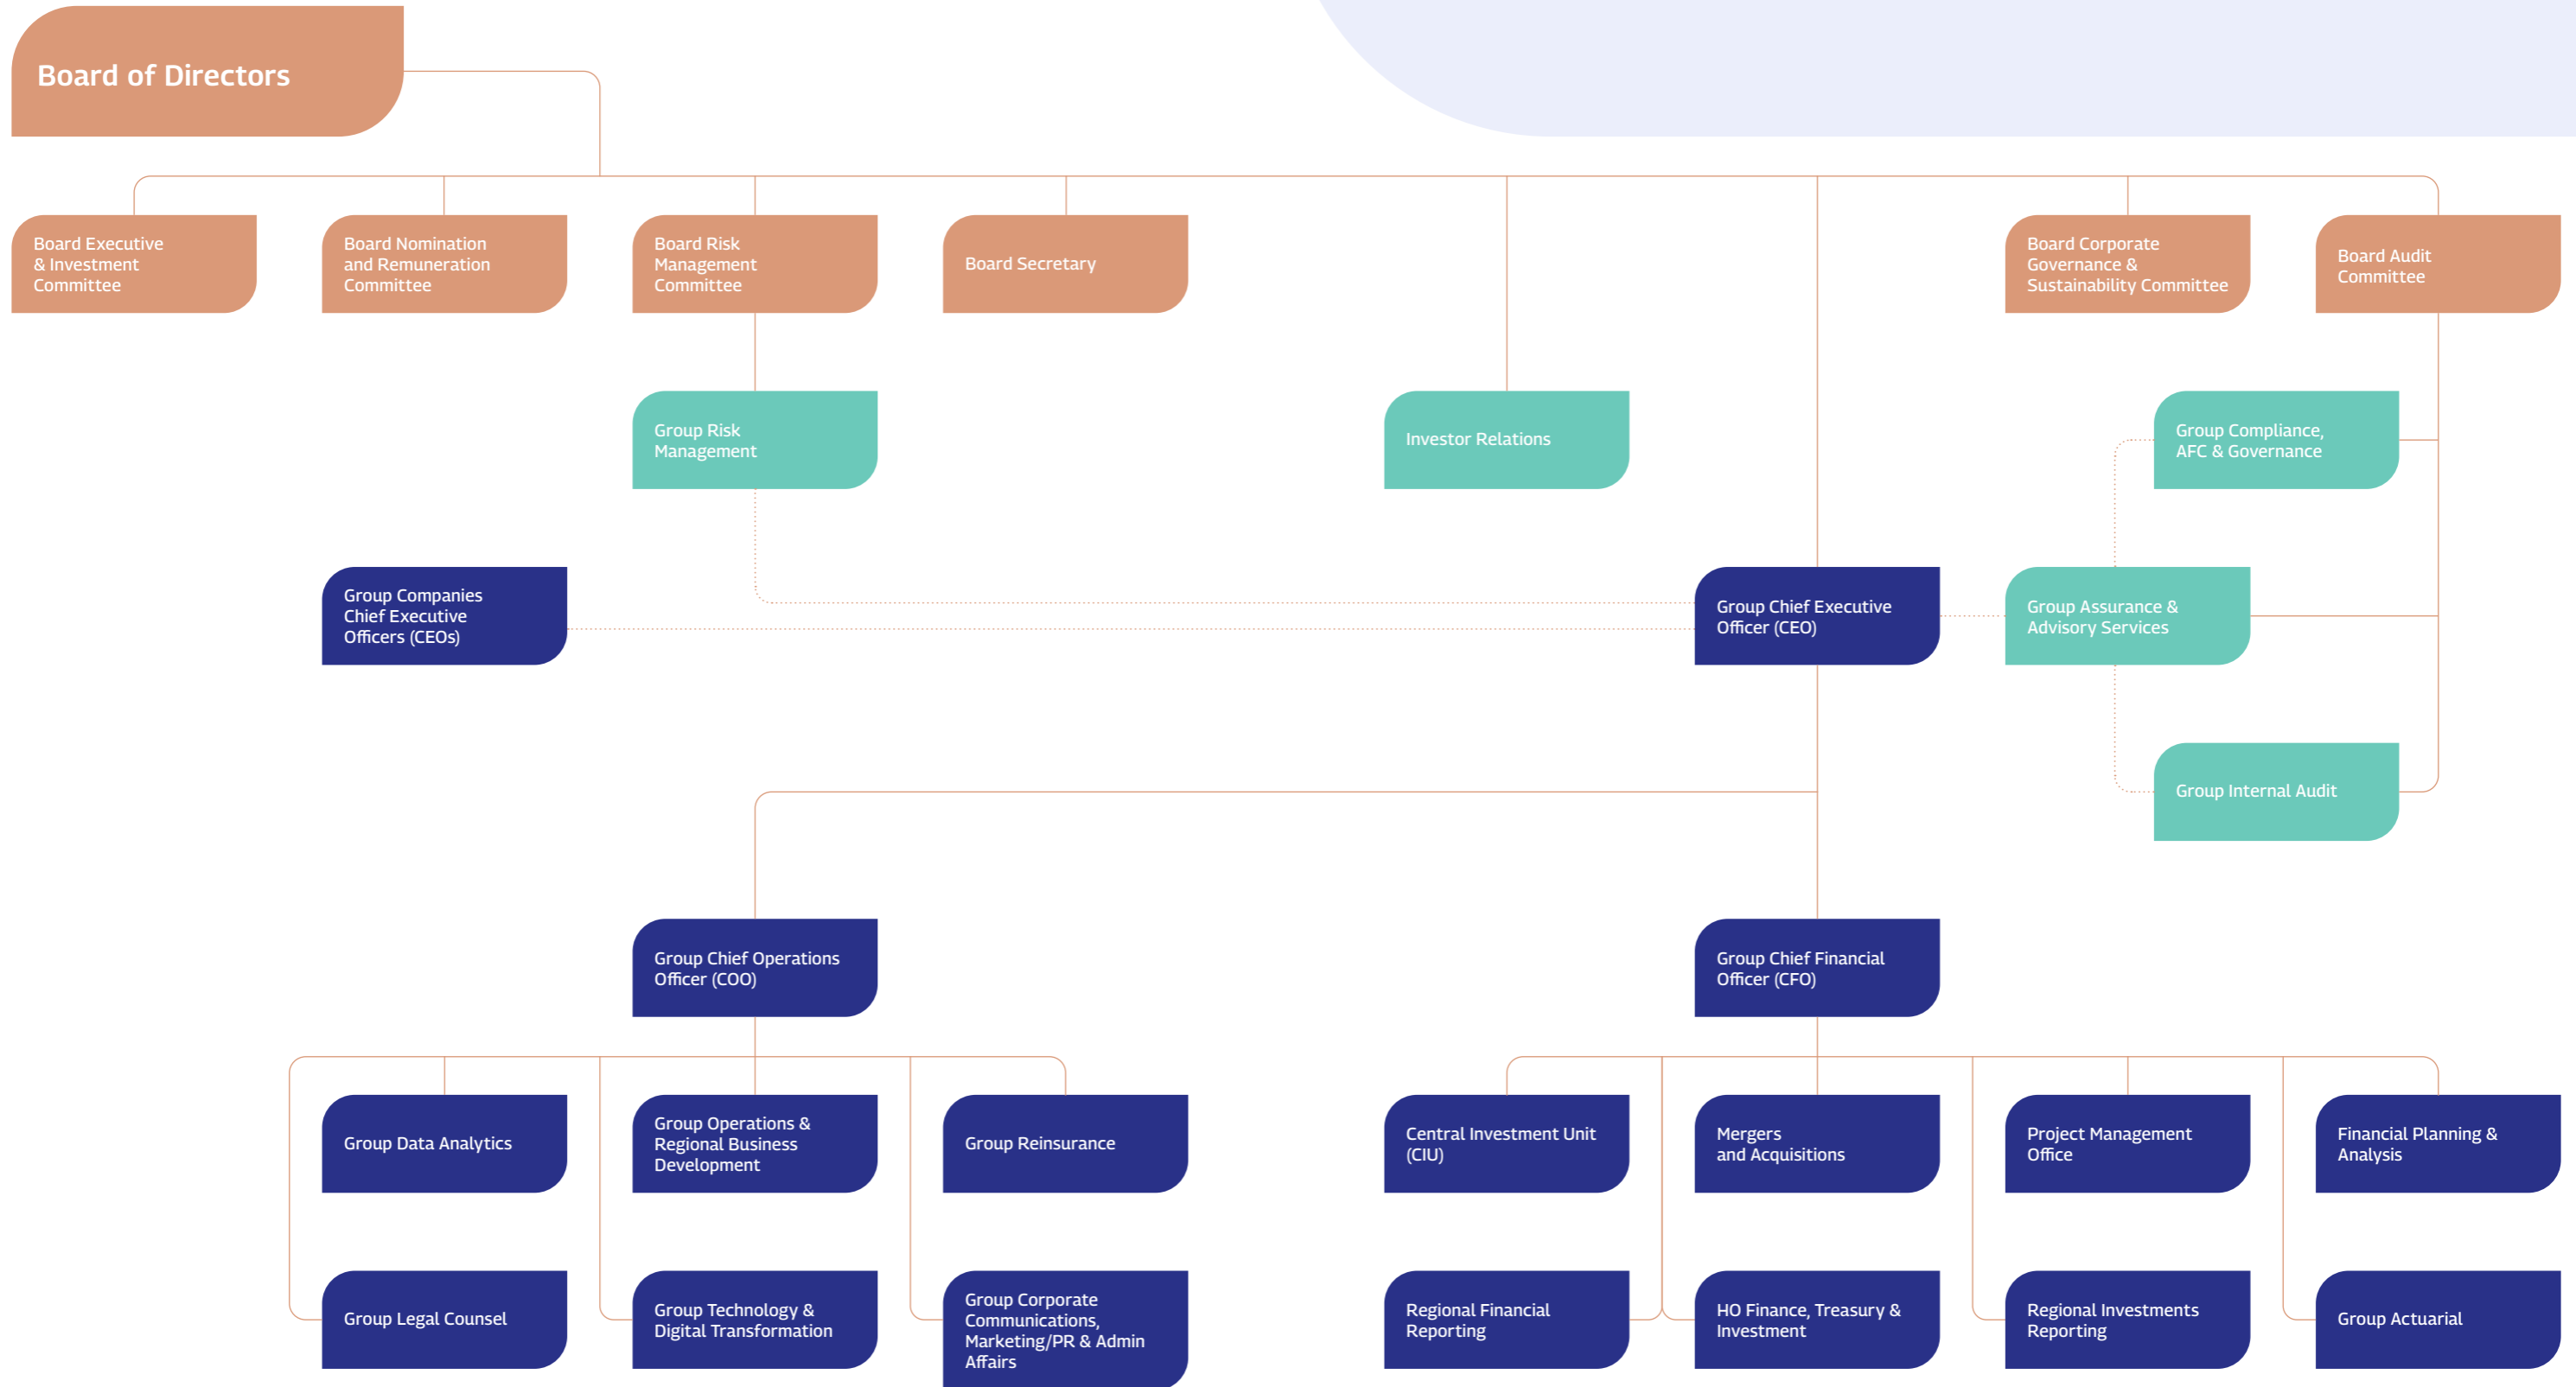 Board of Directors
Board Executive
& Investment
Committee
Board Nomination
and Remuneration
Committee
Board Risk
Management
Committee
Board Secretary
Board Corporate
Governance &
Sustainability Committee
Board Audit
Committee
Group Risk
Management
Investor Relations
Group Compliance,
AFC & Governance
Group Companies
Chief Executive
Officers (CEOs)
Group Chief Executive
Officer (CEO)
Group Assurance &
Advisory Services
Group Internal Audit
Group Chief Operations
Officer (COO)
Group Chief Financial
Officer (CFO)
Group Data Analytics
Group Operations &
Regional Business
Development
Group Reinsurance
Central Investment Unit
(CIU)
Mergers
and Acquisitions
Project Management
Office
Financial Planning &
Analysis
Group Legal Counsel
Group Technology &
Digital Transformation
Group Corporate
Communications,
Marketing/PR & Admin
Affairs
Regional Financial
Reporting
HO Finance, Treasury &
Investment
Regional Investments
Reporting
Group Actuarial